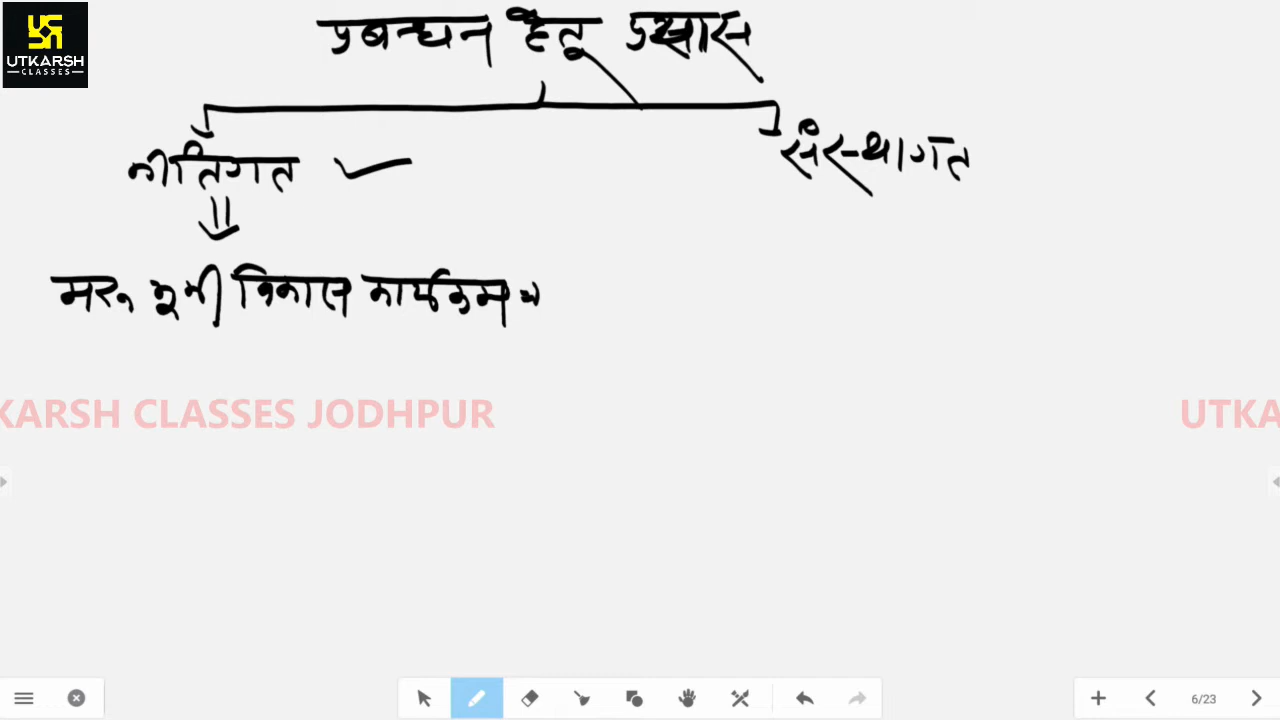 UTKARSH
CLASSES
प्रबन्धन हेतू प्रयास
नीतिगत
संस्थागत
मरू भूमी विकास कार्यक्रम
KARSH CLASSES JODHPUR
UTKA
6/23